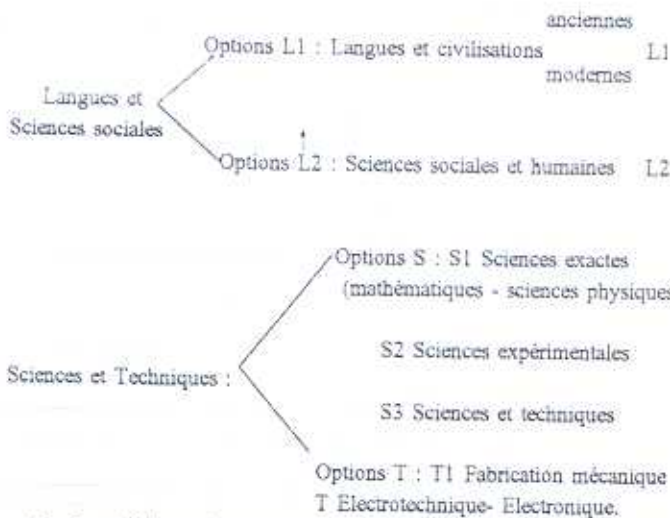 anciennes
Options L1 : Langues et civilisations L1
modernes
Langues et
Sciences sociales
Options L2 : Sciences sociales et humaines L2
Options S : S1 Sciences exactes
(mathématiques - sciences physiques
S2 Sciences expérimentales
Sciences et Techniques :
S3 Sciences et techniques
Options T : T1 Fabrication mécanique
T Electrotechnique- Electronique.